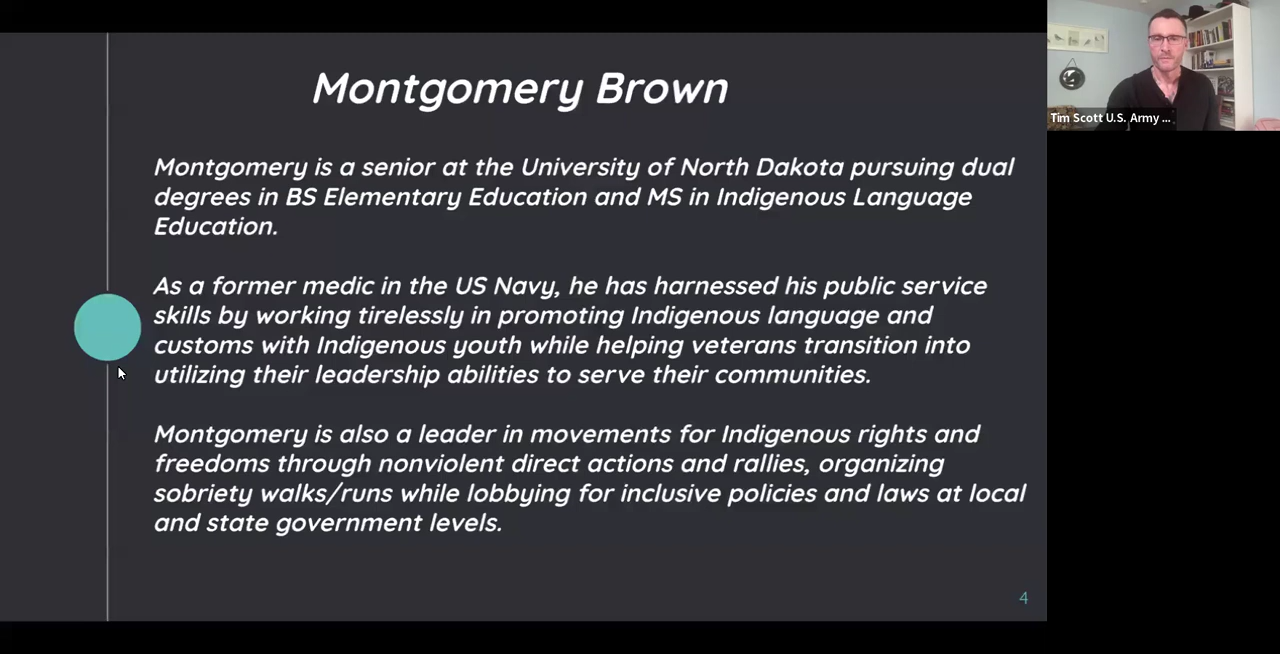 Montgomery Brown
Montgomery is a senior at the University of North Dakota pursuing dual
degrees in BS Elementary Education and MS in Indigenous Language
Education.
As a former medic in the US Navy, he has harnessed his public service
skills by working tirelessly in promoting Indigenous language and
customs with Indigenous youth while helping veterans transition into
utilizing their leadership abilities to serve their communities.
Montgomery is also a leader in movements for Indigenous rights and
freedoms through nonviolent direct actions and rallies, organizing
sobriety walks/runs while lobbying for inclusive policies and laws at local
and state government levels.
4
Tim Scott U.S. Army ...